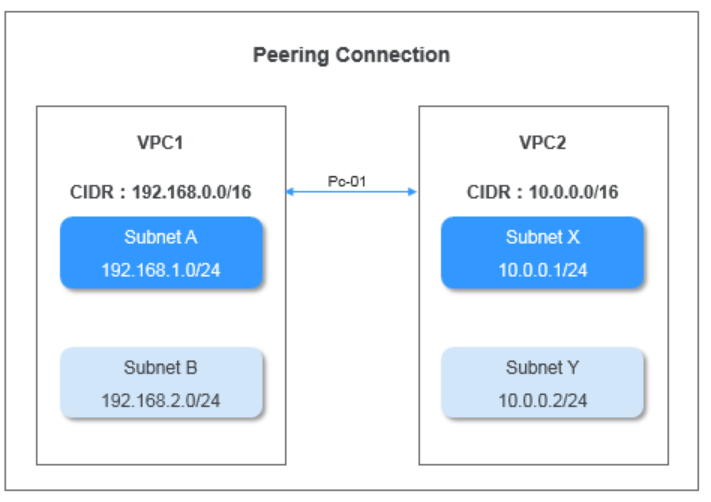 Peering Connection
VPC1
CIDR : 192.168.0.0/16
Subnet A
192.168.1.0/24
Subnet B
192.168.2.0/24
Pc-01
VPC2
CIDR : 10.0.0.0/16
Subnet X
10.0.0.1/24
Subnet Y
10.0.0.2/24